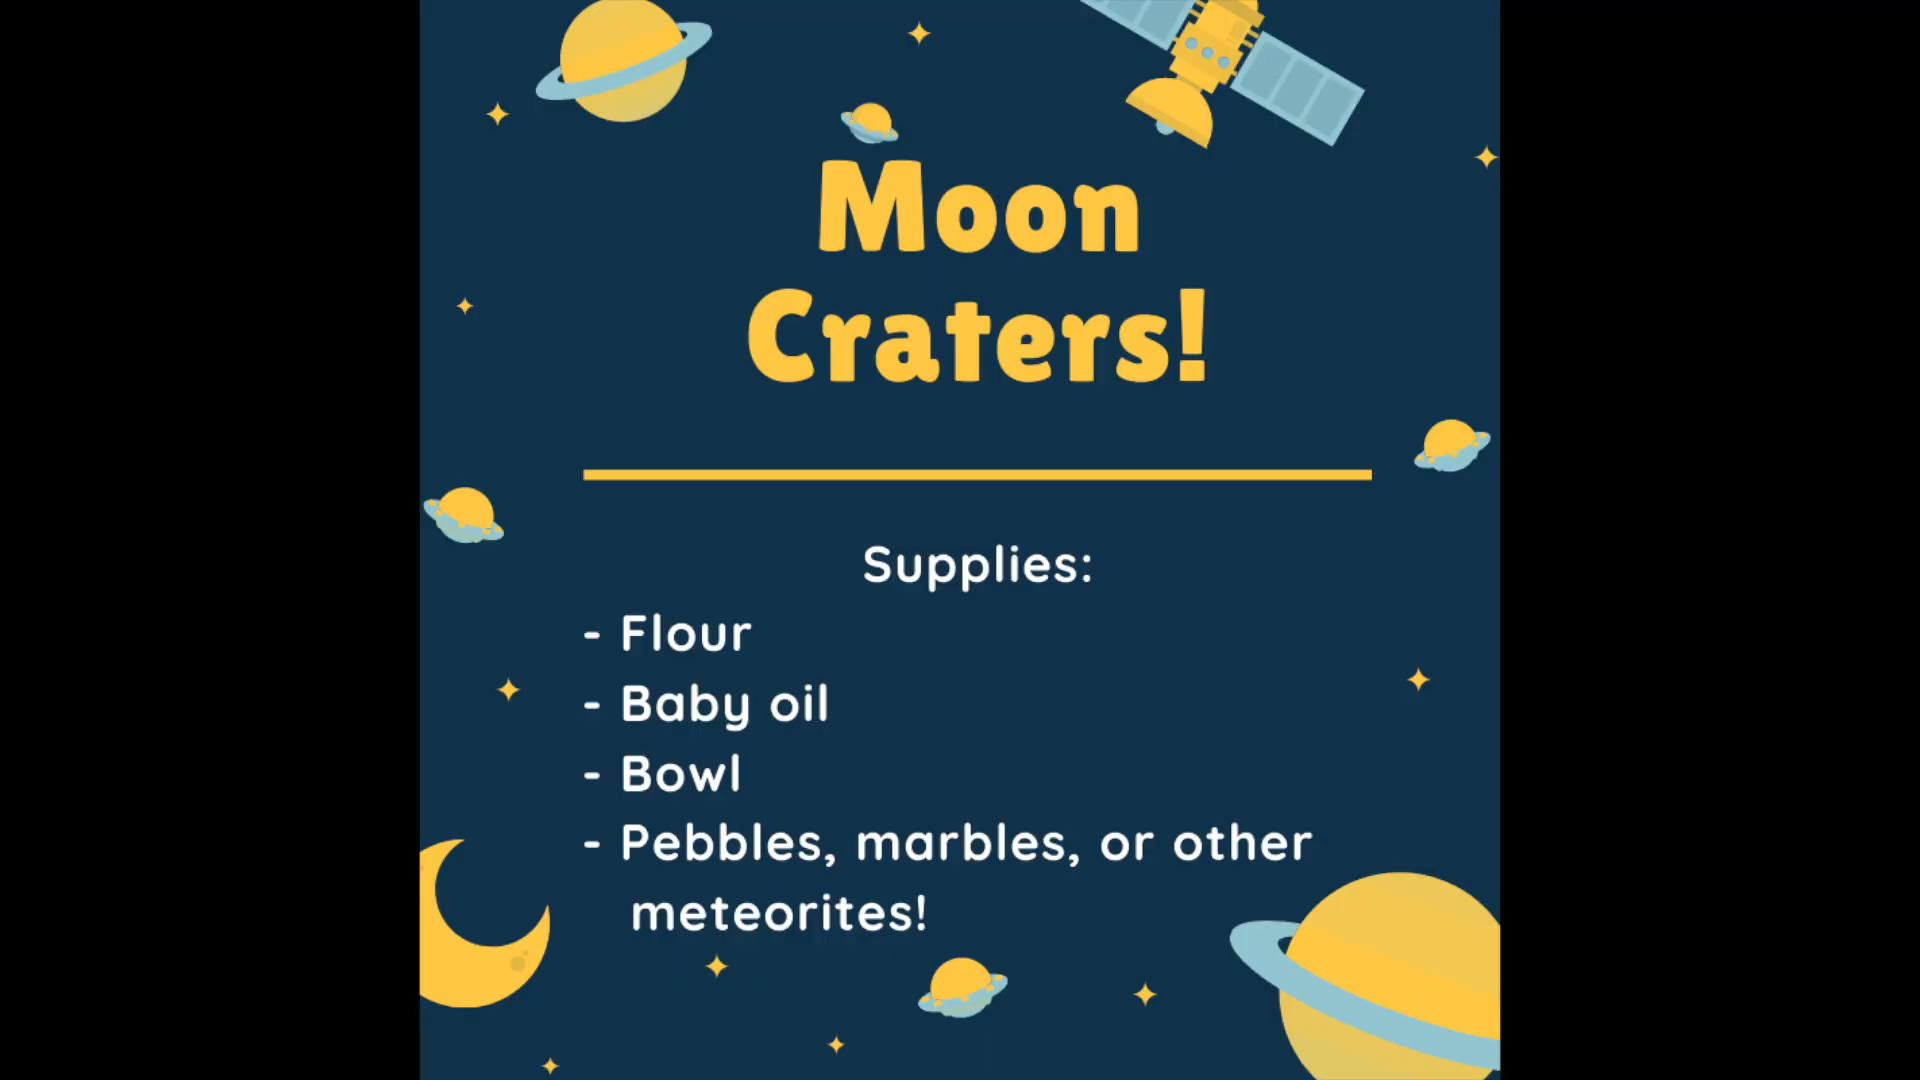 Moon
Craters!
Supplies:
- Flour
- Baby oil
- Bowl
- Pebbles, marbles, or other
meteorites!